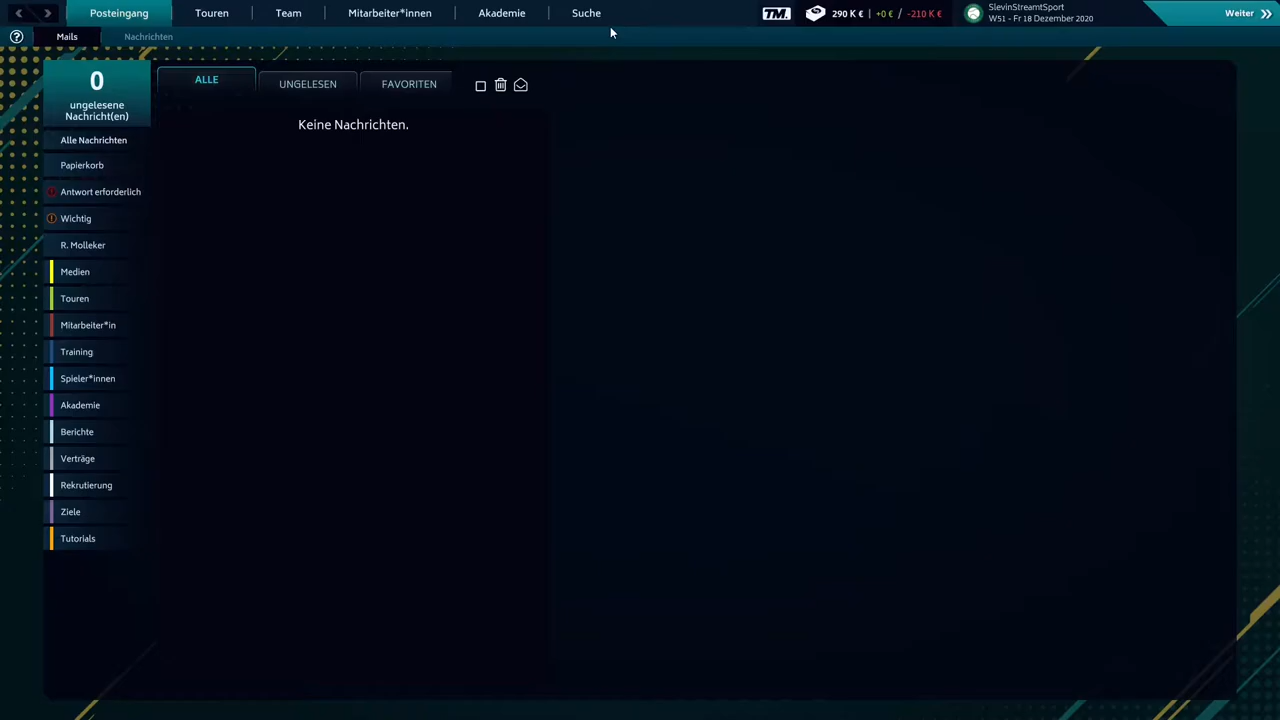 Posteingang
Touren
Team
Mitarbeiter*innen
Akademie
Suche
TM.
290 K € | +0 € / -210 K €
SlevinStreamtSport
W51 - Fr 18 Dezember 2020
Weiter
Mails
Nachrichten
0
ungelesene
Nachricht(en)
ALLE
UNGELESEN
FAVORITEN
Keine Nachrichten.
Alle Nachrichten
Papierkorb
Antwort erforderlich
Wichtig
R. Molleker
Medien
Touren
Mitarbeiter*in
Training
Spieler*innen
Akademie
Berichte
Verträge
Rekrutierung
Ziele
Tutorials